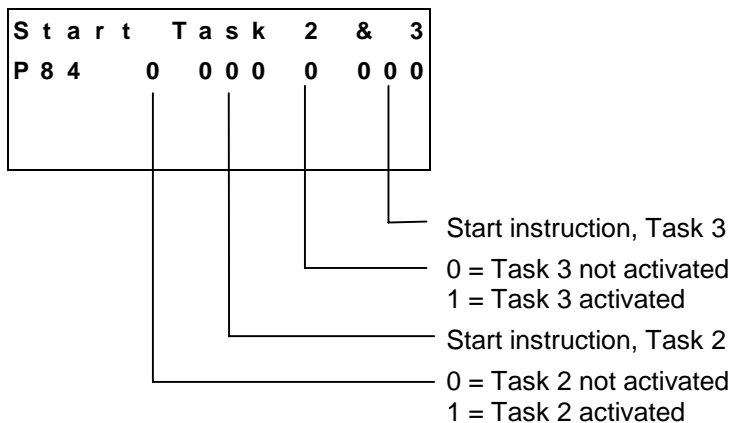 Start Task 2 & 3
P84 0 000 0 000
Start instruction, Task 3
0 = Task 3 not activated
1 = Task 3 activated
Start instruction, Task 2
0 = Task 2 not activated
1 = Task 2 activated